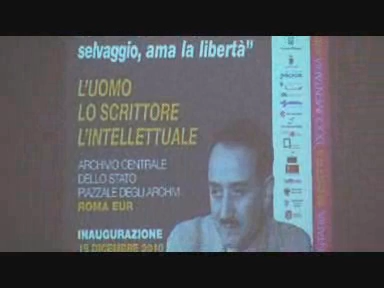 selvaggio, ama la libertà"
L'UOMO
LO SCRITTORE
L'INTELLETTUALE
ARCHIVIO CENTRALE
DELLO STATO
PIAZZALE DEGLI ARCHIVI
ROMA EUR
INAUGURAZIONE
15 DICEMBRE 2010
DOCUMENTARIA